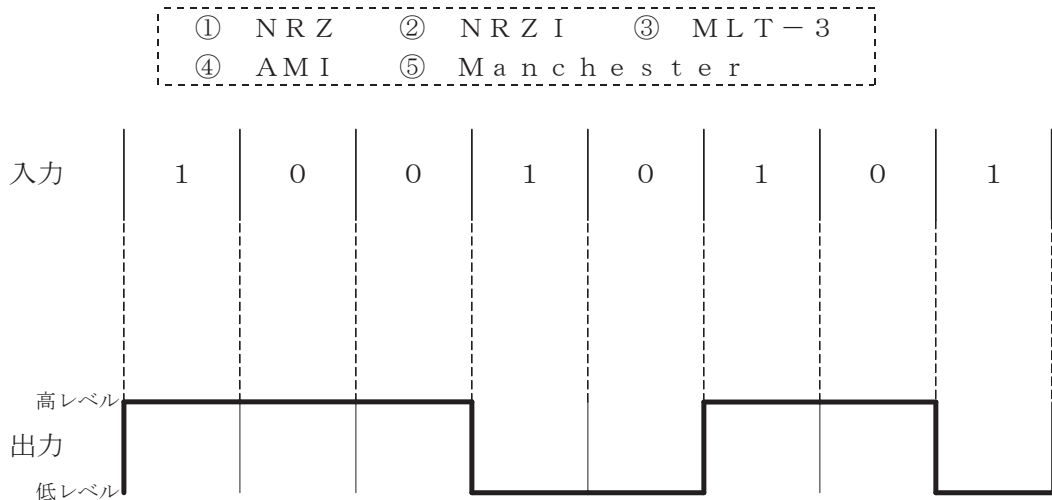 ① ＮＲＺ ② ＮＲＺＩ ③ ＭＬＴ－３
④ ＡＭＩ ⑤ Ｍａｎｃｈｅｓｔｅｒ
入力 １ ０ ０ １ ０ １ ０ １
高レベル
出力
低レベル